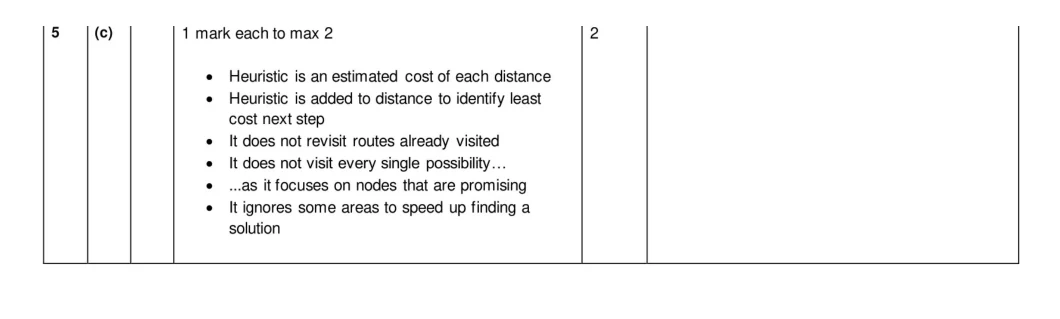 5 (c) 1 mark each to max 2 2
• Heuristic is an estimated cost of each distance
• Heuristic is added to distance to identify least
cost next step
• It does not revisit routes already visited
• It does not visit every single possibility…
• ...as it focuses on nodes that are promising
• It ignores some areas to speed up finding a
solution